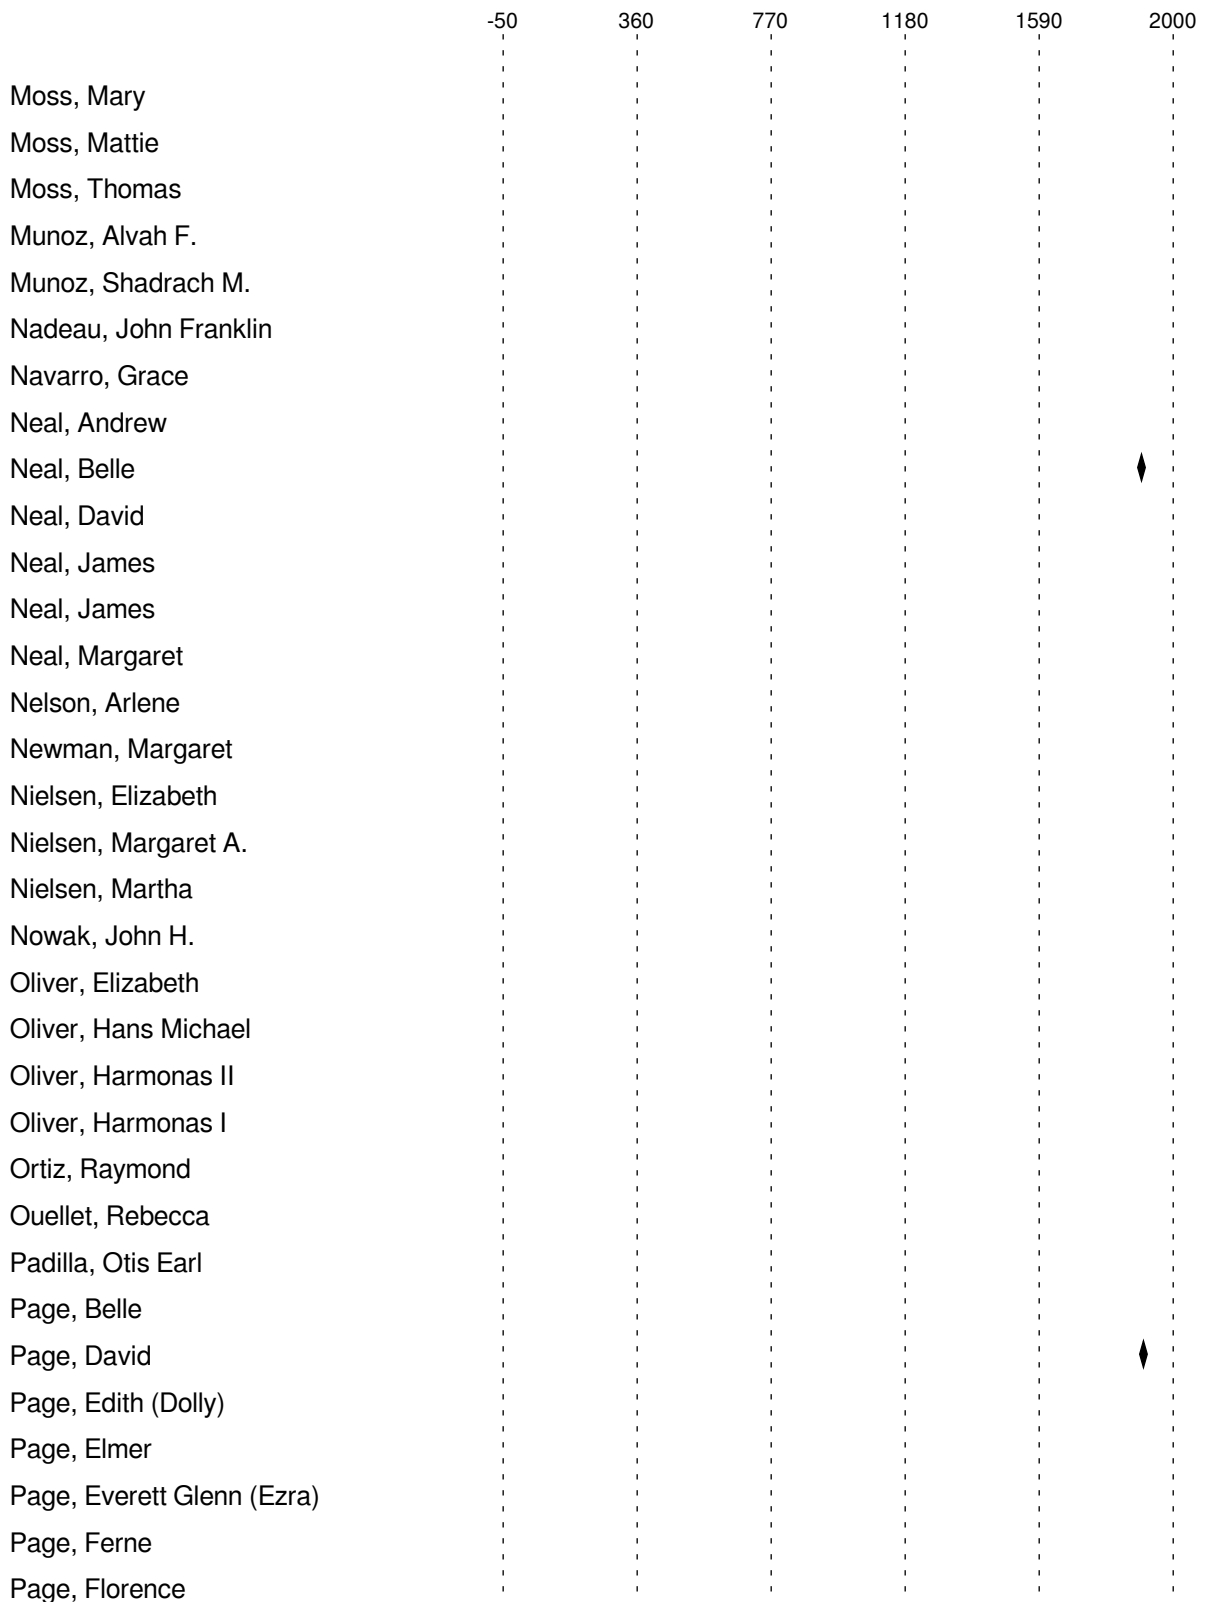 -50 360 770 1180 1590 2000
Moss, Mary
Moss, Mattie
Moss, Thomas
Munoz, Alvah F.
Munoz, Shadrach M.
Nadeau, John Franklin
Navarro, Grace
Neal, Andrew
Neal, Belle
Neal, David
Neal, James
Neal, James
Neal, Margaret
Nelson, Arlene
Newman, Margaret
Nielsen, Elizabeth
Nielsen, Margaret A.
Nielsen, Martha
Nowak, John H.
Oliver, Elizabeth
Oliver, Hans Michael
Oliver, Harmonas II
Oliver, Harmonas I
Ortiz, Raymond
Ouellet, Rebecca
Padilla, Otis Earl
Page, Belle
Page, David
Page, Edith (Dolly)
Page, Elmer
Page, Everett Glenn (Ezra)
Page, Ferne
Page, Florence